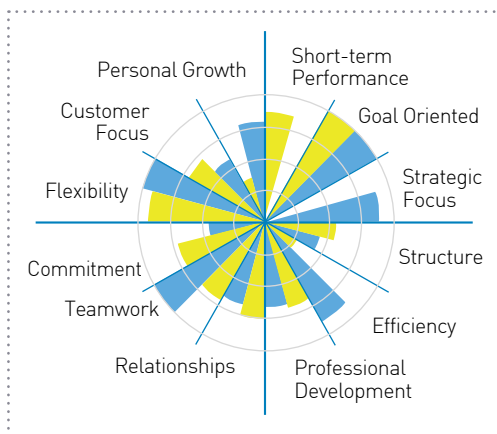 Personal Growth
Short-term
Performance
Customer
Focus
Goal Oriented
Flexibility
Strategic
Focus
Commitment
Structure
Teamwork
Efficiency
Relationships
Professional
Development